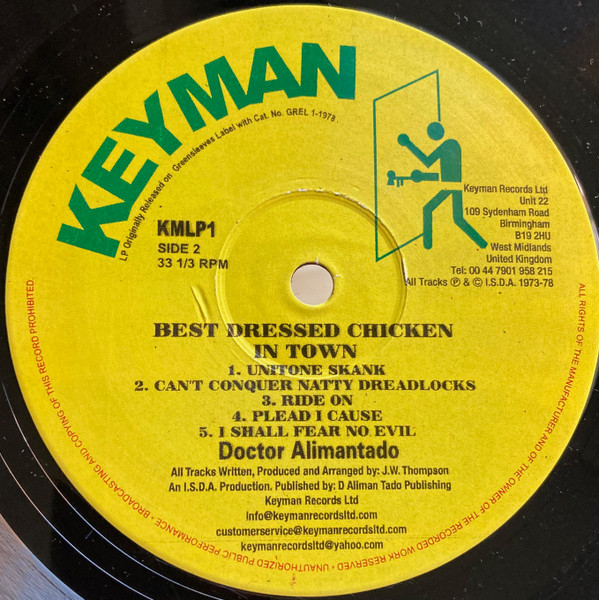 KEYMAN
LP Originally Released on Greensleeves Label with Cat. No. GREL 1-1978.
KMLP1
SIDE 2
33 1/3 RPM
Keyman Records Ltd
Unit 22
109 Sydenham Road
Birmingham
B19 2HU
West Midlands
United Kingdom
Tel: 00 44 7901 958 215
All Tracks Ⓟ & © I.S.D.A. 1973-78
BEST DRESSED CHICKEN
IN TOWN
1. UNITONE SKANK
2. CAN'T CONQUER NATTY DREADLOCKS
3. RIDE ON
4. PLEAD I CAUSE
5. I SHALL FEAR NO EVIL
Doctor Alimantado
All Tracks Written, Produced and Arranged by: J.W. Thompson
An I.S.D.A. Production. Published by: D Aliman Tado Publishing
Keyman Records Ltd
info@keymanrecordsltd.com
customerservice@keymanrecordsltd.com
keymanrecordsltd@yahoo.com
ALL RIGHTS OF THE MANUFACTURER AND OF THE OWNER OF THE RECORDED WORK RESERVED • UNAUTHORIZED PUBLIC PERFORMANCE • BROADCASTING AND COPYING OF THIS RECORD PROHIBITED.